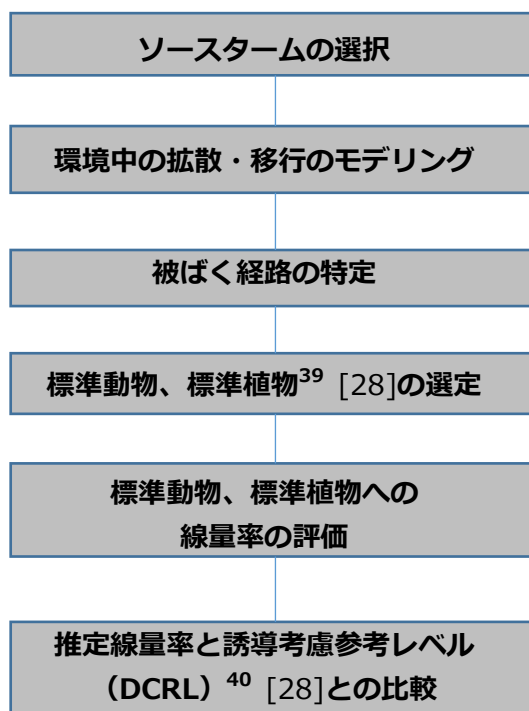 ソースタームの選択
環境中の拡散・移行のモデリング
被ばく経路の特定
標準動物、標準植物39 [28]の選定
標準動物、標準植物への
線量率の評価
推定線量率と誘導考慮参考レベル
（DCRL）40 [28]との比較